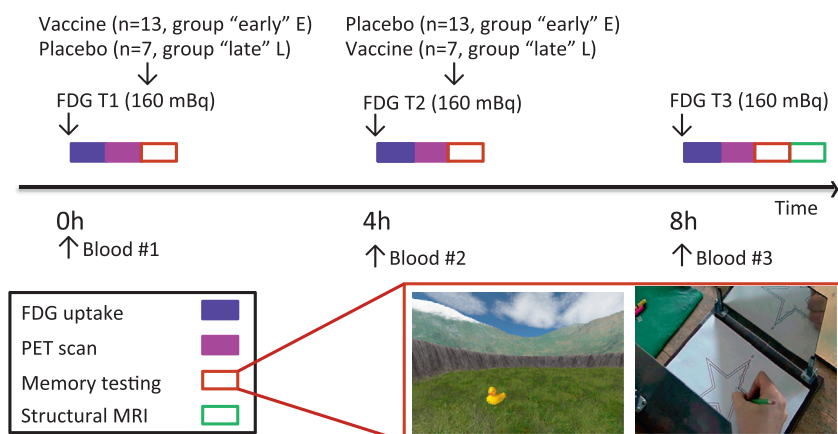 Vaccine (n=13, group “early” E)
Placebo (n=7, group “late” L)
Placebo (n=13, group “early” E)
Vaccine (n=7, group “late” L)
FDG T1 (160 mBq)
FDG T2 (160 mBq)
FDG T3 (160 mBq)
Time
0h
4h
8h
Blood #1
Blood #2
Blood #3
FDG uptake
PET scan
Memory testing
Structural MRI